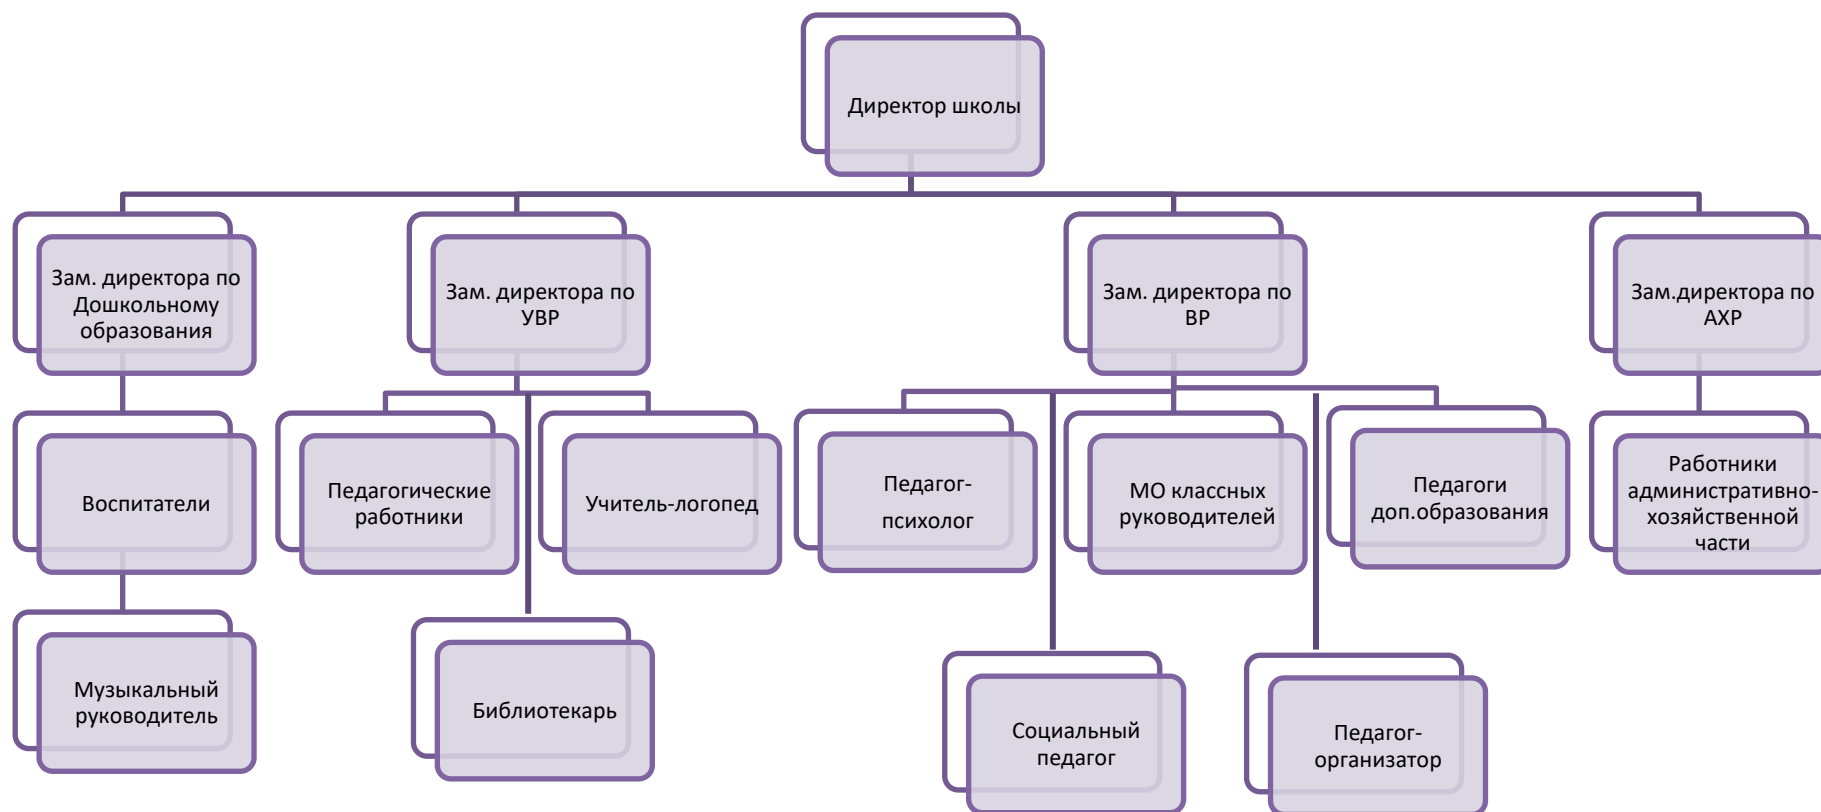 Директор школы
Зам. директора по
Дошкольному
образования
Зам. директора по
УВР
Зам. директора по
ВР
Зам.директора по
АХР
Воспитатели
Педагогические
работники
Учитель-логопед
Педагог-
психолог
МО классных
руководителей
Педагоги
доп.образования
Работники
административно-
хозяйственной
части
Музыкальный
руководитель
Библиотекарь
Социальный
педагог
Педагог-
организатор